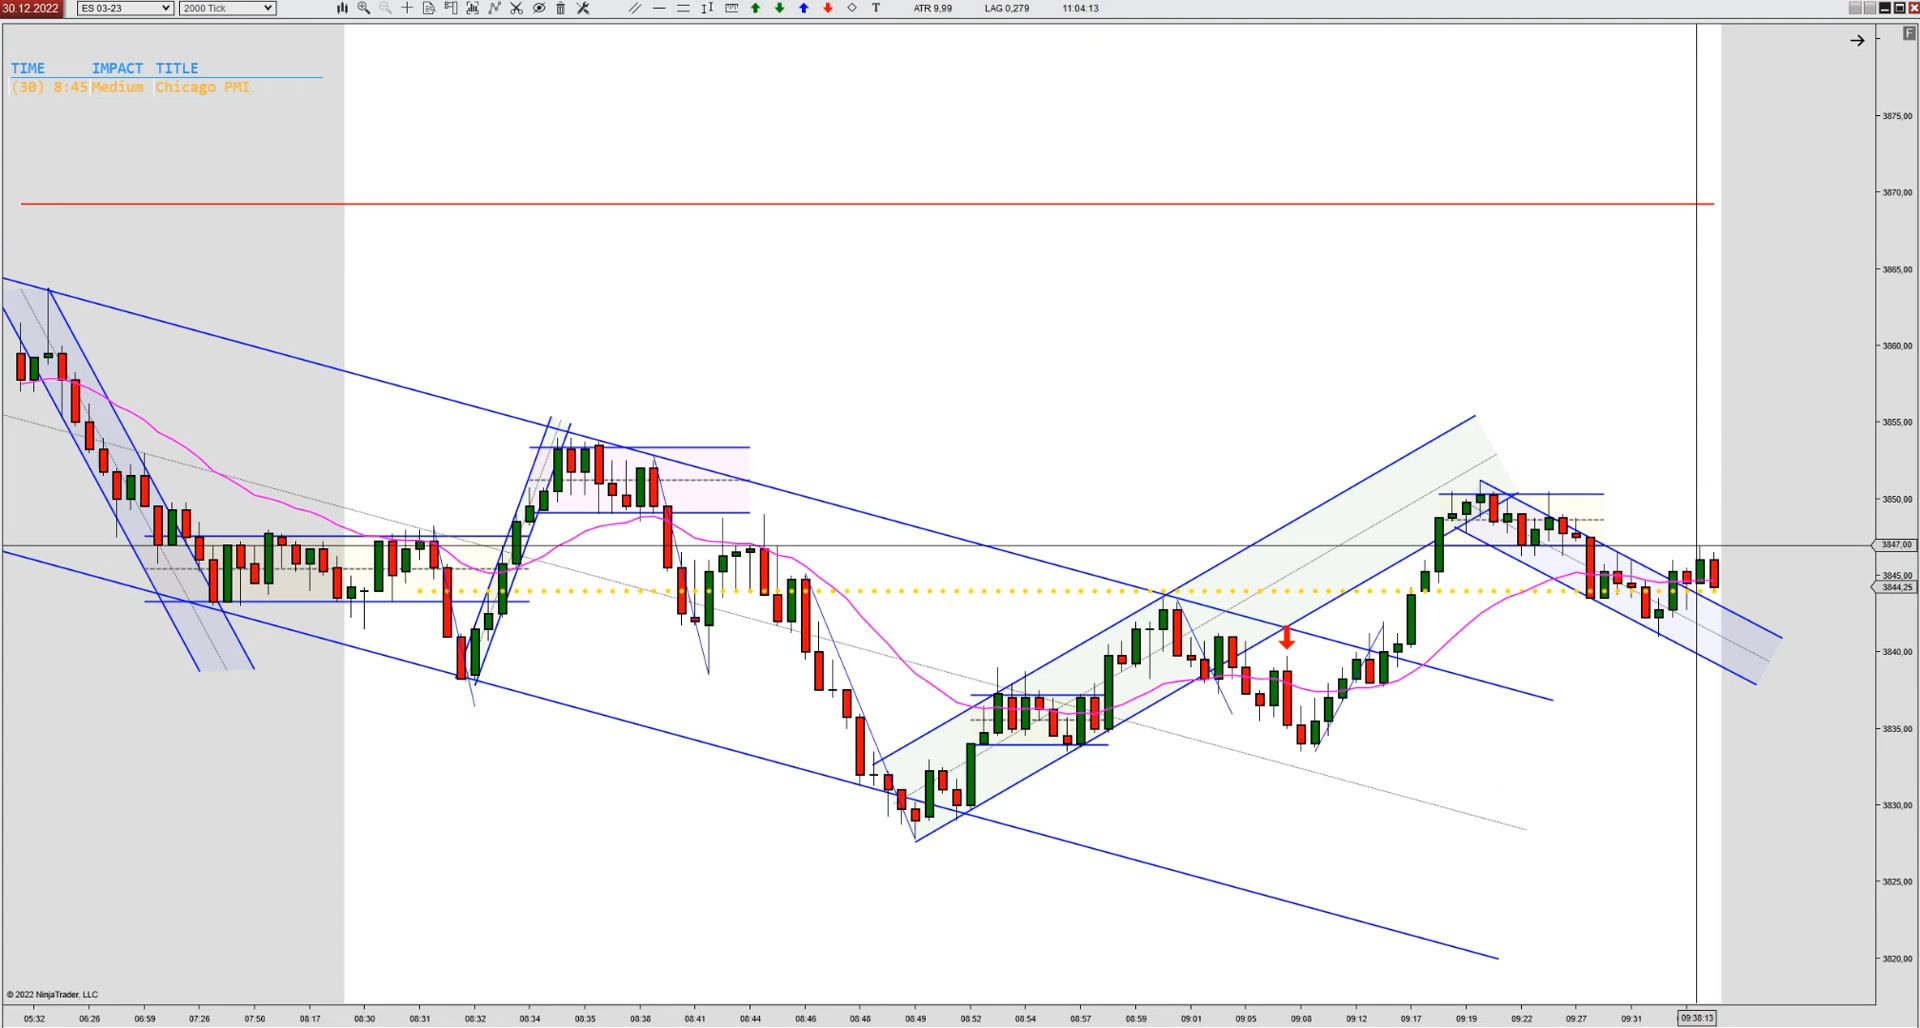 30.12.2022 ES 03-23 2000 Tick T ATR 9,99 LAG 0,279 11:04:13
F
TIME IMPACT TITLE
(30) 8:45 Medium Chicago PMI
3875,00
3870,00
3865,00
3860,00
3855,00
3850,00
3847,00
3845,00
3844,25
3840,00
3835,00
3830,00
3825,00
3820,00
© 2022 NinjaTrader, LLC
05:32 06:26 06:59 07:26 07:50 08:17 08:30 08:31 08:32 08:34 08:35 08:38 08:41 08:44 08:46 08:48 08:49 08:52 08:57 08:59 09:01 09:05 09:08 09:12 09:17 09:19 09:22 09:27 09:31 09:38:13